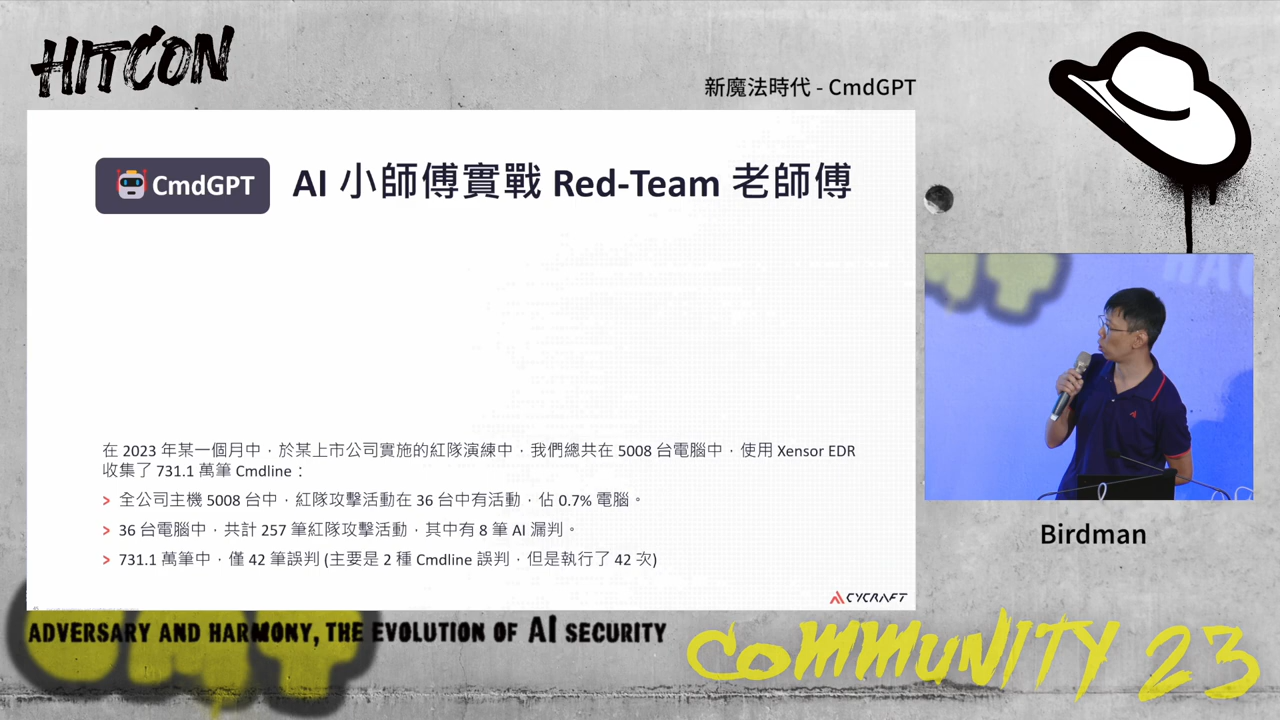 HITCON
新魔法時代 - CmdGPT
CmdGPT
AI 小師傅實戰 Red-Team 老師傅
在 2023 年某一個月中，於某上市公司實施的紅隊演練中，我們總共在 5008 台電腦中，使用 Xensor EDR
收集了 731.1 萬筆 Cmdline：
> 全公司主機 5008 台中，紅隊攻擊活動在 36 台中有活動，佔 0.7% 電腦。
> 36 台電腦中，共計 257 筆紅隊攻擊活動，其中有 8 筆 AI 漏判。
> 731.1 萬筆中，僅 42 筆誤判 (主要是 2 種 Cmdline 誤判，但是執行了 42 次)
CYCRAFT
Birdman
ADVERSARY AND HARMONY, THE EVOLUTION OF AI SECURITY
COMMUNITY 23